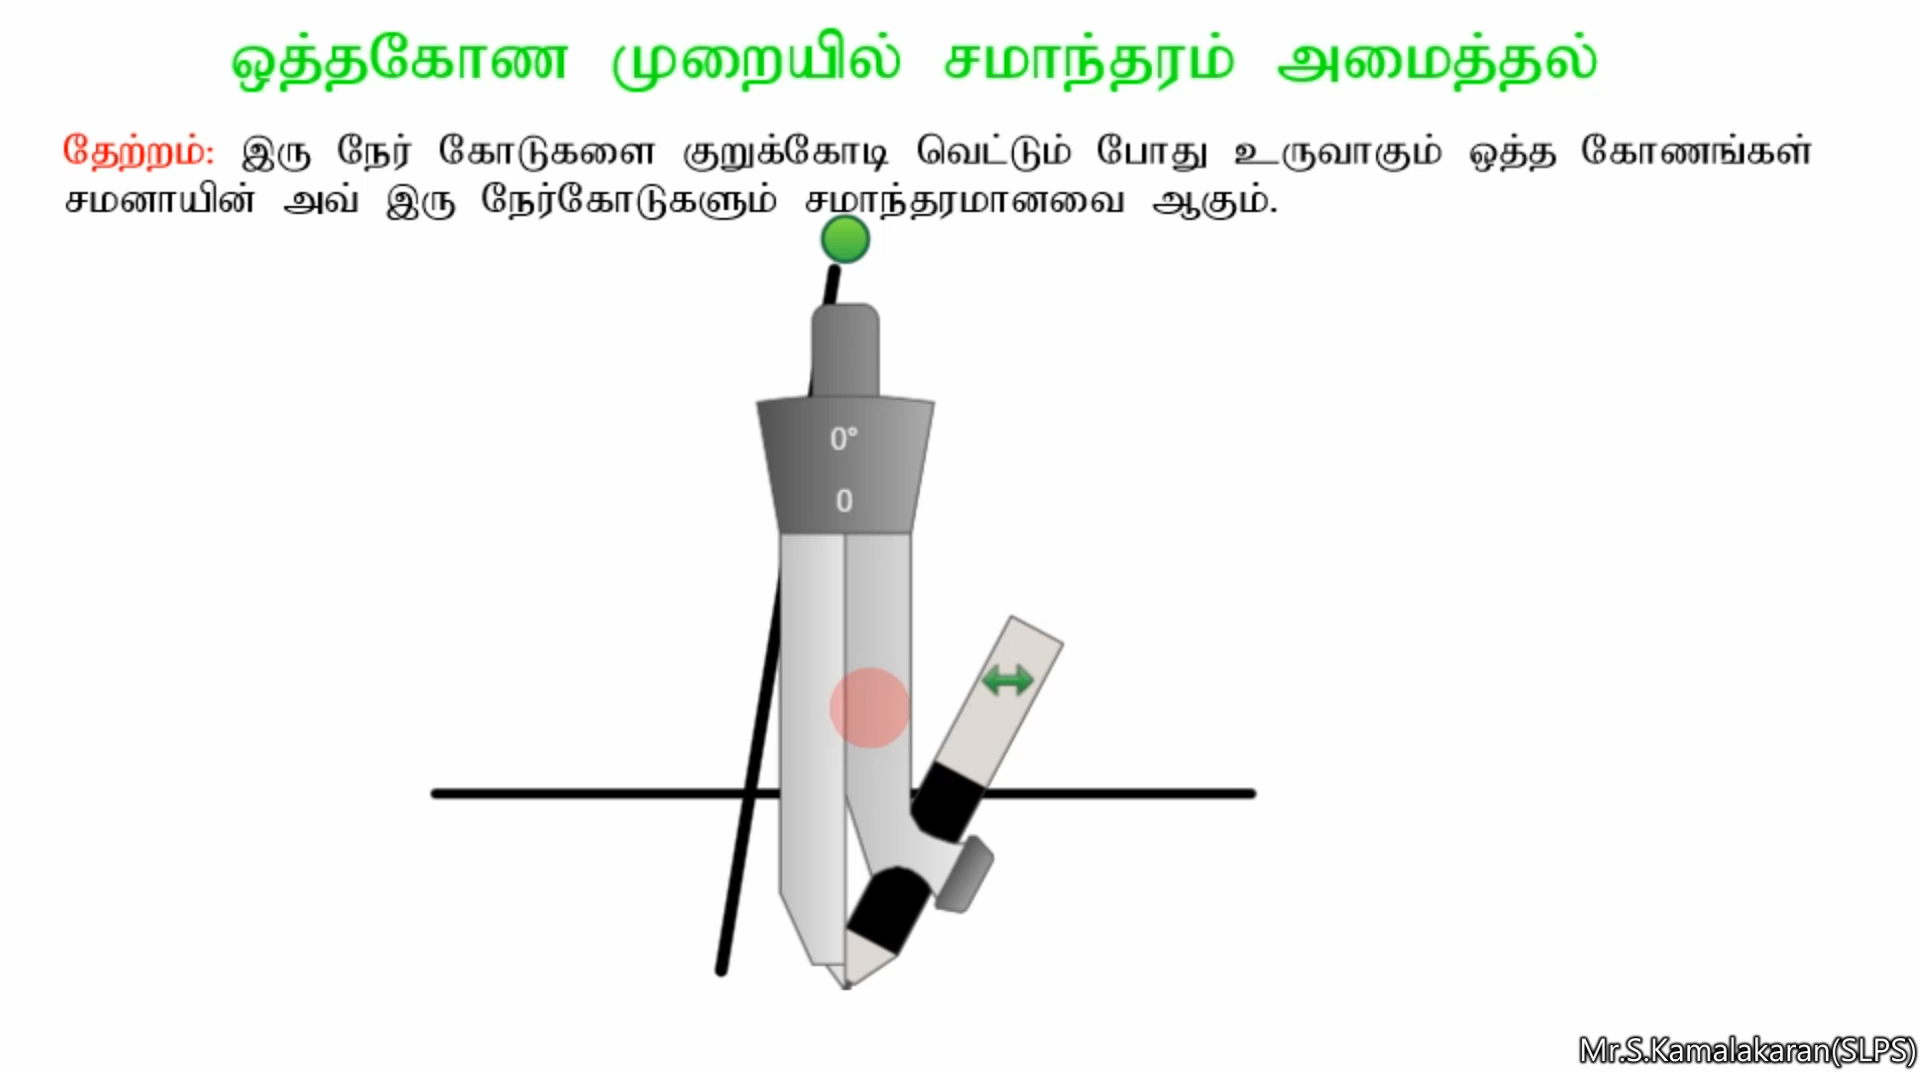 ஒத்தகோண முறையில் சமாந்தரம் அமைத்தல்
தேற்றம்: இரு நேர் கோடுகளை குறுக்கோடி வெட்டும் போது உருவாகும் ஒத்த கோணங்கள்
சமனாயின் அவ் இரு நேர்கோடுகளும் சமாந்தரமானவை ஆகும்.
0°
0
Mr.S.Kamalakaran(SLPS)